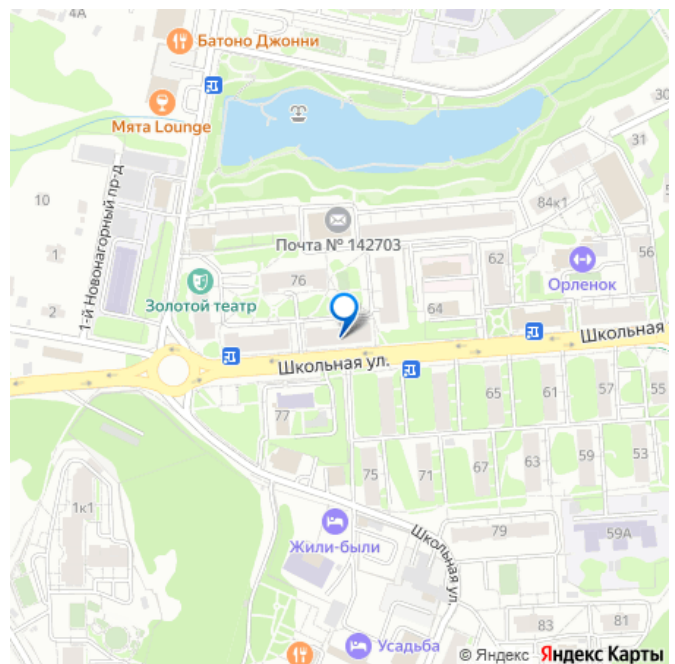 4А
Батоно Джонни
Мята Lounge
30
31
1-й Новонагорный пр-д
10
84к1
Почта № 142703
1
62
56
76
Орленок
Золотой театр
64
2
Школьная
Школьная ул.
65
61
57
55
77
75
71
67
63
59
53
1к1
79
59А
Жили-были
Школьная ул.
83
81
Усадьба
© Яндекс Яндекс Карты